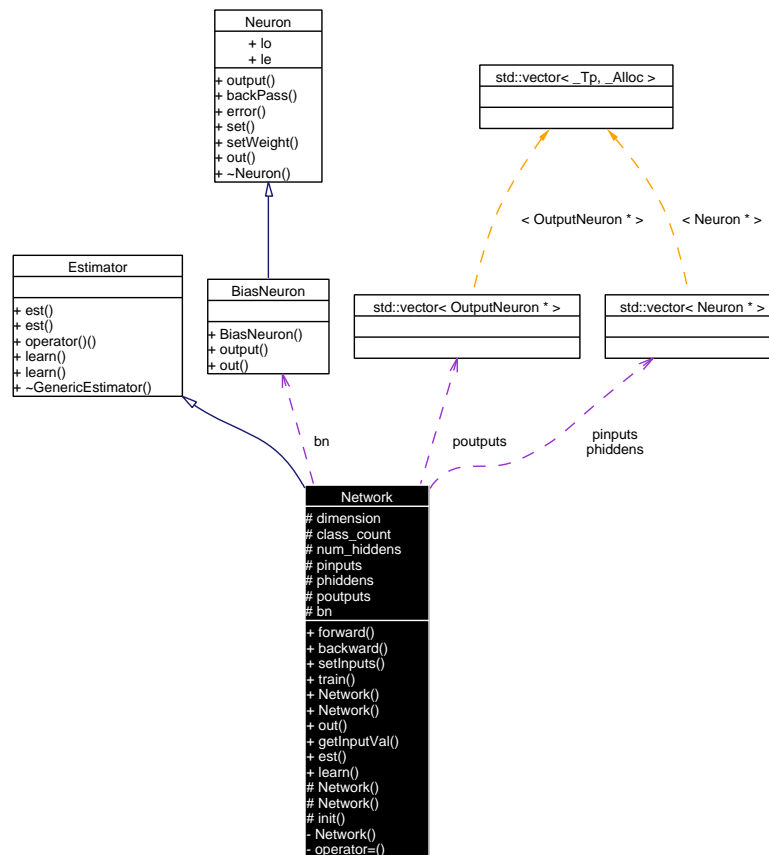 Neuron
+ lo
+ le
+ output()
+ backPass()
+ error()
+ set()
+ setWeight()
+ out()
+ ~Neuron()
std::vector< _Tp, _Alloc >
< OutputNeuron * >
< Neuron * >
Estimator
+ est()
+ est()
+ operator()()
+ learn()
+ learn()
+ ~GenericEstimator()
BiasNeuron
+ BiasNeuron()
+ output()
+ out()
std::vector< OutputNeuron * >
std::vector< Neuron * >
bn
poutputs
pinputs
phiddens
Network
# dimension
# class_count
# num_hiddens
# pinputs
# phiddens
# poutputs
# bn
+ forward()
+ backward()
+ setInputs()
+ train()
+ Network()
+ Network()
+ out()
+ getInputVal()
+ est()
+ learn()
# Network()
# Network()
# init()
- Network()
- operator=()